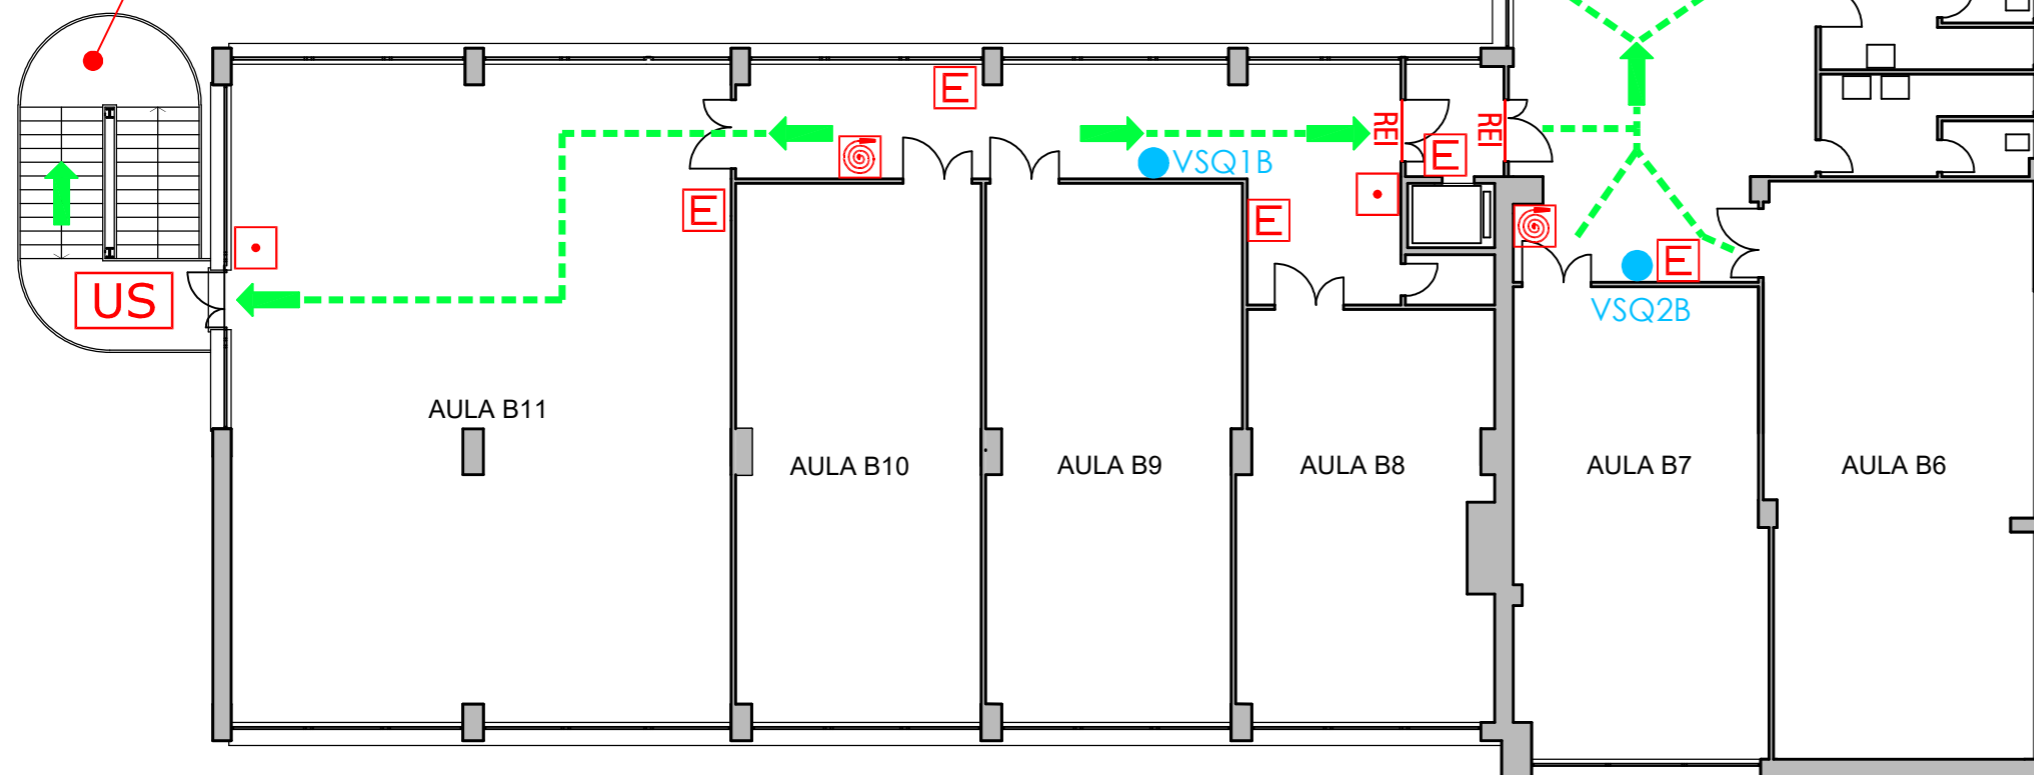 E
REI
REI
E
VSQ1B
E
E
E
US
VSQ2B
AULA B11
AULA B10
AULA B9
AULA B8
AULA B7
AULA B6